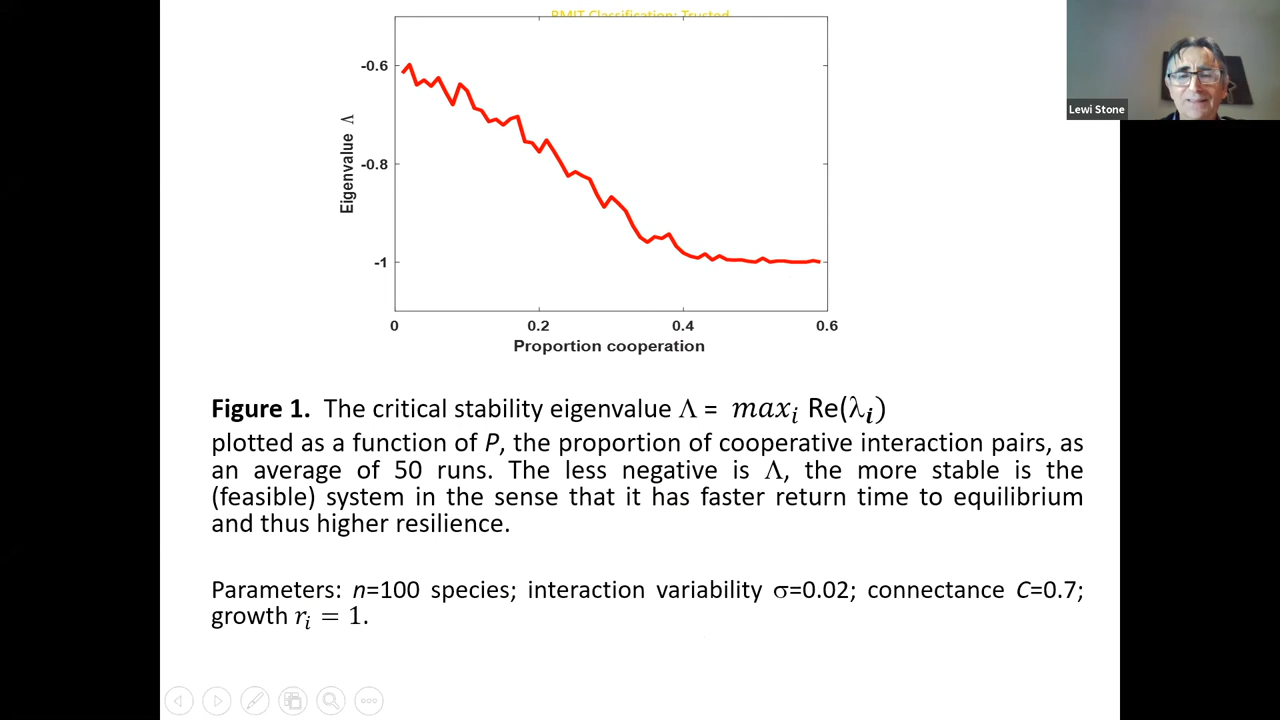 RMIT Classification: Trusted
Lewi Stone
-0.6
-0.8
-1
Eigenvalue Λ
0
0.2
0.4
0.6
Proportion cooperation
Figure 1. The critical stability eigenvalue Λ = 𝑚𝑎𝑥ᵢ Re(λᵢ)
plotted as a function of P, the proportion of cooperative interaction pairs, as
an average of 50 runs. The less negative is Λ, the more stable is the
(feasible) system in the sense that it has faster return time to equilibrium
and thus higher resilience.
Parameters: n=100 species; interaction variability σ=0.02; connectance C=0.7;
growth rᵢ = 1.